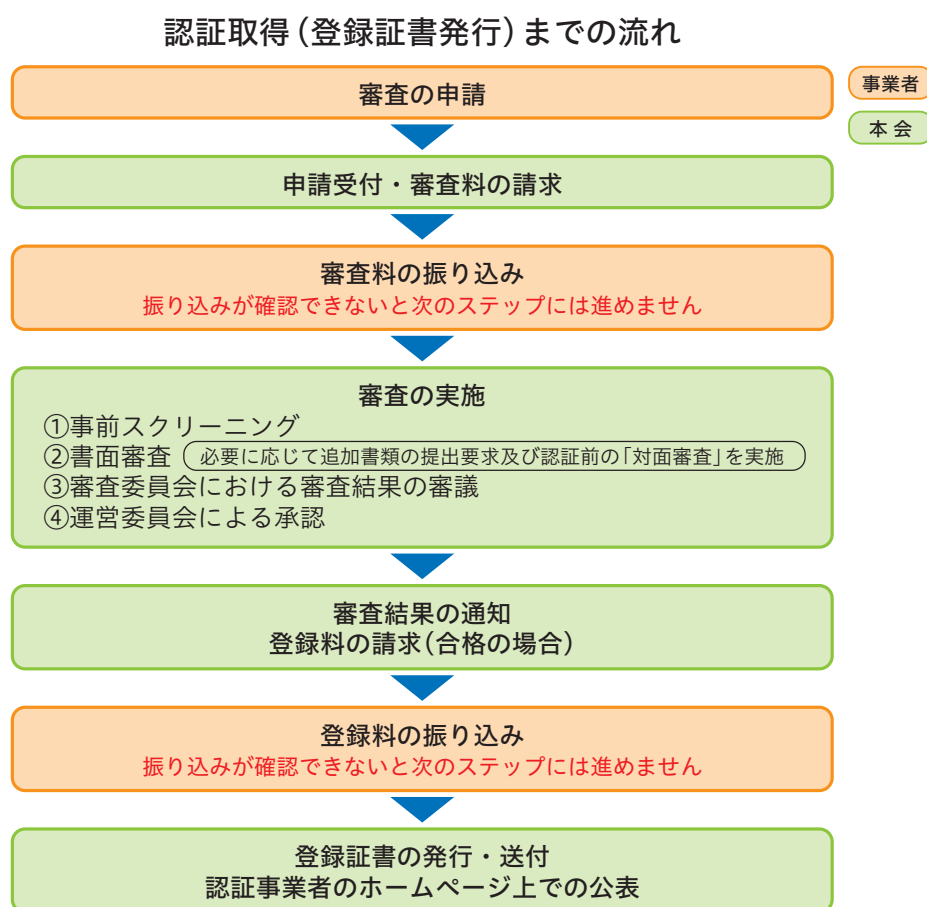 認証取得（登録証書発行）までの流れ
審査の申請
事業者
本 会
申請受付・審査料の請求
審査料の振り込み
振り込みが確認できないと次のステップには進めません
審査の実施
①事前スクリーニング
②書面審査 必要に応じて追加書類の提出要求及び認証前の「対面審査」を実施
③審査委員会における審査結果の審議
④運営委員会による承認
審査結果の通知
登録料の請求（合格の場合）
登録料の振り込み
振り込みが確認できないと次のステップには進めません
登録証書の発行・送付
認証事業者のホームページ上での公表